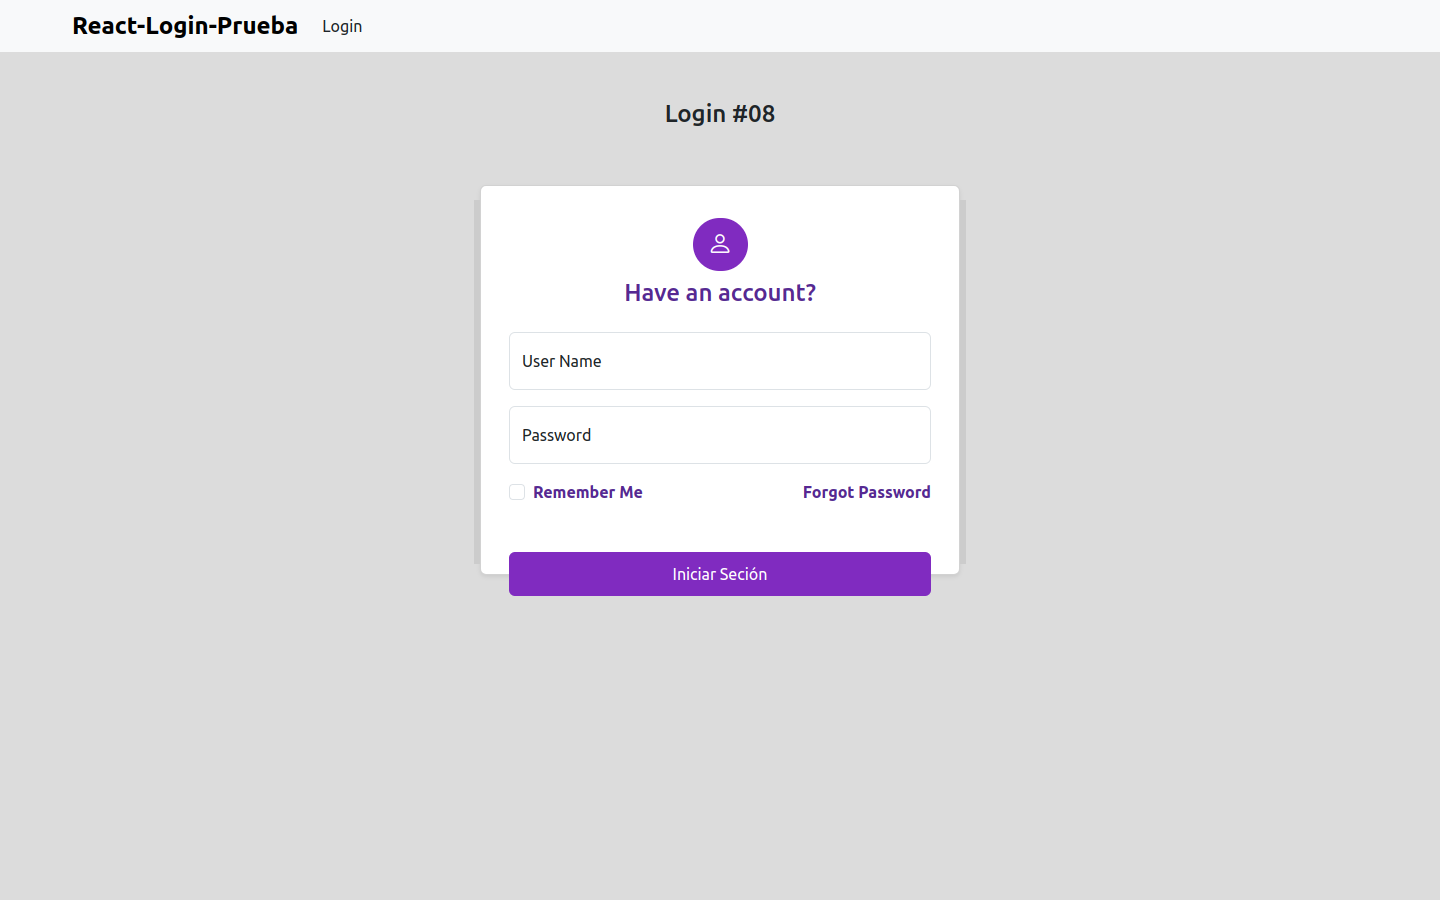 React-Login-Prueba Login
Login #08
Have an account?
User Name
Password
Remember Me Forgot Password
Iniciar Seción